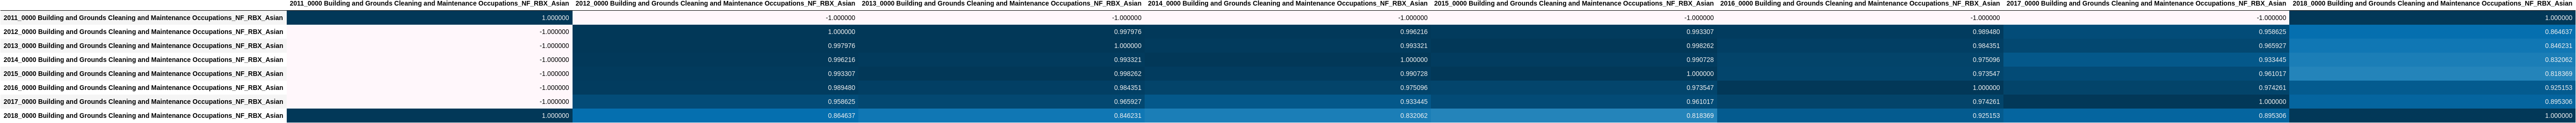 2011_0000 Building and Grounds Cleaning and Maintenance Occupations_NF_RBX_Asian 2012_0000 Building and Grounds Cleaning and Maintenance Occupations_NF_RBX_Asian 2013_0000 Building and Grounds Cleaning and Maintenance Occupations_NF_RBX_Asian 2014_0000 Building and Grounds Cleaning and Maintenance Occupations_NF_RBX_Asian 2015_0000 Building and Grounds Cleaning and Maintenance Occupations_NF_RBX_Asian 2016_0000 Building and Grounds Cleaning and Maintenance Occupations_NF_RBX_Asian 2017_0000 Building and Grounds Cleaning and Maintenance Occupations_NF_RBX_Asian 2018_0000 Building and Grounds Cleaning and Maintenance Occupations_NF_RBX_Asian
2011_0000 Building and Grounds Cleaning and Maintenance Occupations_NF_RBX_Asian 1.000000 -1.000000 -1.000000 -1.000000 -1.000000 -1.000000 -1.000000 1.000000
2012_0000 Building and Grounds Cleaning and Maintenance Occupations_NF_RBX_Asian -1.000000 1.000000 0.997976 0.996216 0.993307 0.989480 0.958625 0.864637
2013_0000 Building and Grounds Cleaning and Maintenance Occupations_NF_RBX_Asian -1.000000 0.997976 1.000000 0.993321 0.998262 0.984351 0.965927 0.846231
2014_0000 Building and Grounds Cleaning and Maintenance Occupations_NF_RBX_Asian -1.000000 0.996216 0.993321 1.000000 0.990728 0.975096 0.933445 0.832062
2015_0000 Building and Grounds Cleaning and Maintenance Occupations_NF_RBX_Asian -1.000000 0.993307 0.998262 0.990728 1.000000 0.973547 0.961017 0.818369
2016_0000 Building and Grounds Cleaning and Maintenance Occupations_NF_RBX_Asian -1.000000 0.989480 0.984351 0.975096 0.973547 1.000000 0.974261 0.925153
2017_0000 Building and Grounds Cleaning and Maintenance Occupations_NF_RBX_Asian -1.000000 0.958625 0.965927 0.933445 0.961017 0.974261 1.000000 0.895306
2018_0000 Building and Grounds Cleaning and Maintenance Occupations_NF_RBX_Asian 1.000000 0.864637 0.846231 0.832062 0.818369 0.925153 0.895306 1.000000